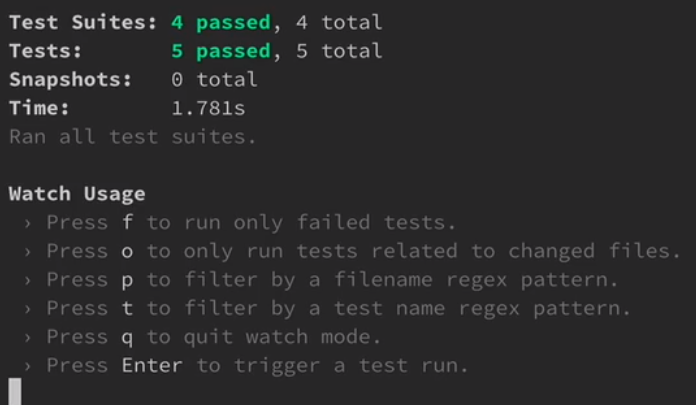 Test Suites: 4 passed, 4 total
Tests: 5 passed, 5 total
Snapshots: 0 total
Time: 1.781s
Ran all test suites.
Watch Usage
› Press f to run only failed tests.
› Press o to only run tests related to changed files.
› Press p to filter by a filename regex pattern.
› Press t to filter by a test name regex pattern.
› Press q to quit watch mode.
› Press Enter to trigger a test run.